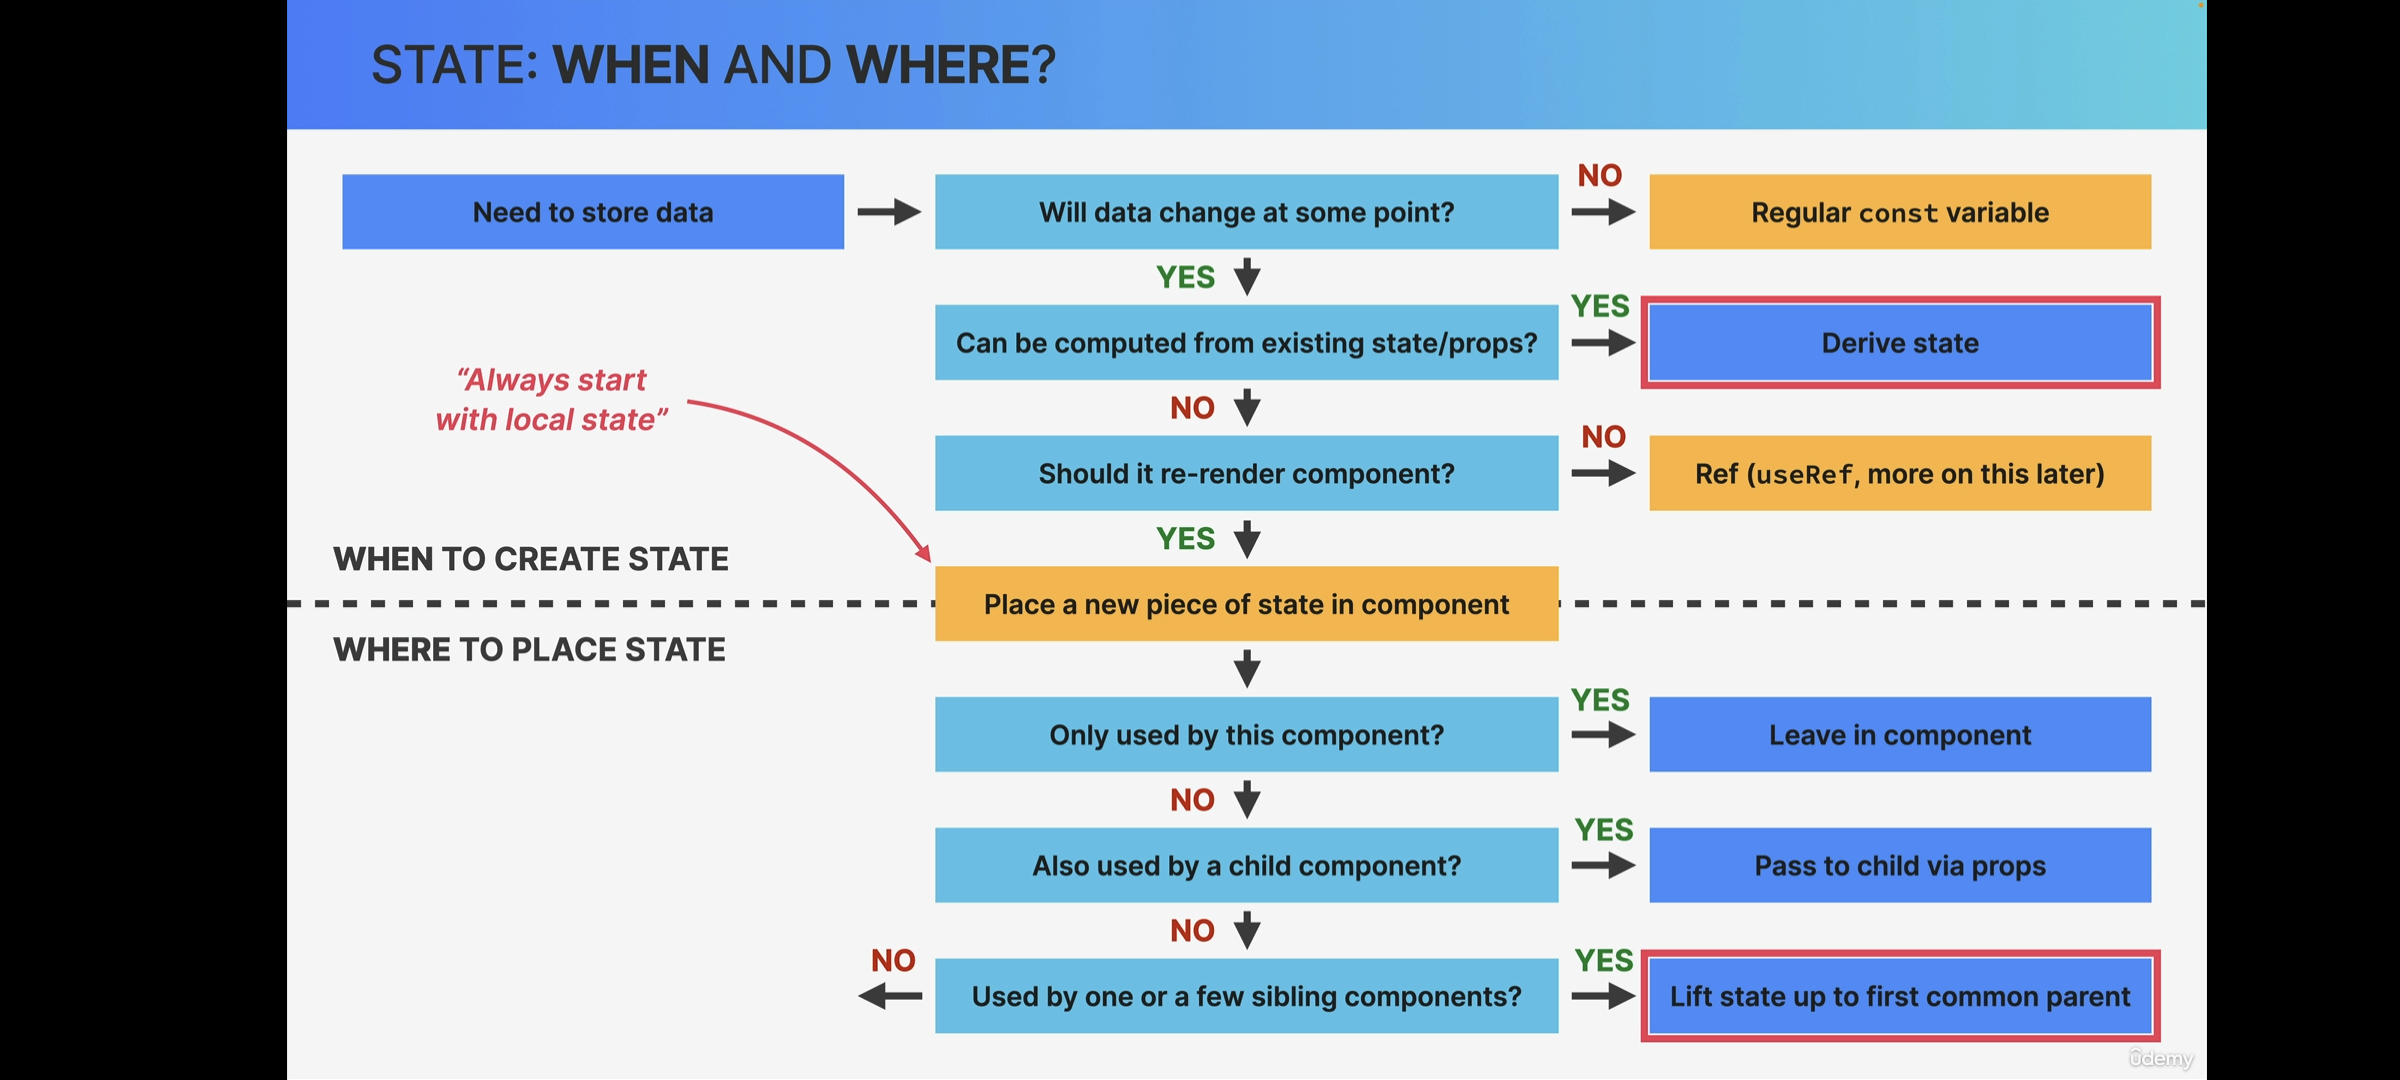 STATE: WHEN AND WHERE?
Need to store data
Will data change at some point?
NO
Regular const variable
YES
Can be computed from existing state/props?
YES
Derive state
“Always start
with local state”
NO
Should it re-render component?
NO
Ref (useRef, more on this later)
YES
WHEN TO CREATE STATE
Place a new piece of state in component
WHERE TO PLACE STATE
Only used by this component?
YES
Leave in component
NO
Also used by a child component?
YES
Pass to child via props
NO
NO
Used by one or a few sibling components?
YES
Lift state up to first common parent
ûdemy